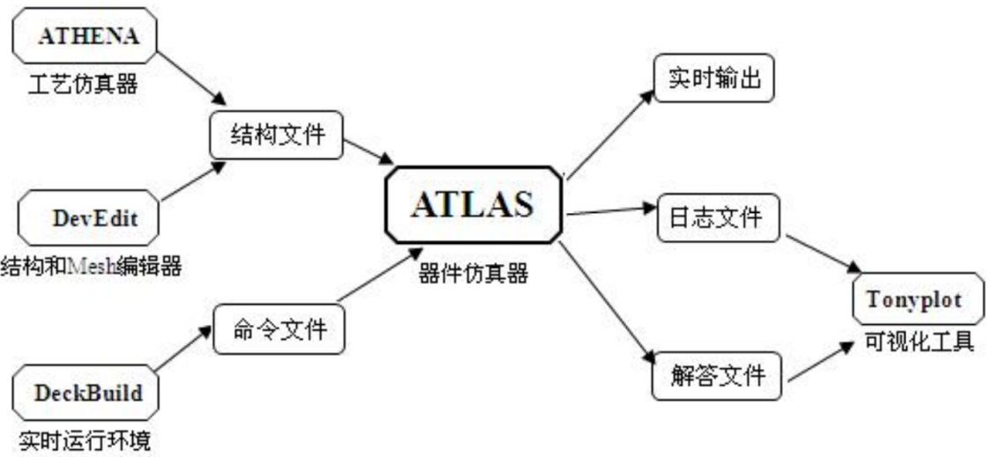 ATHENA
工艺仿真器
结构文件
DevEdit
结构和Mesh编辑器
命令文件
DeckBuild
实时运行环境
ATLAS
器件仿真器
实时输出
日志文件
解答文件
Tonyplot
可视化工具